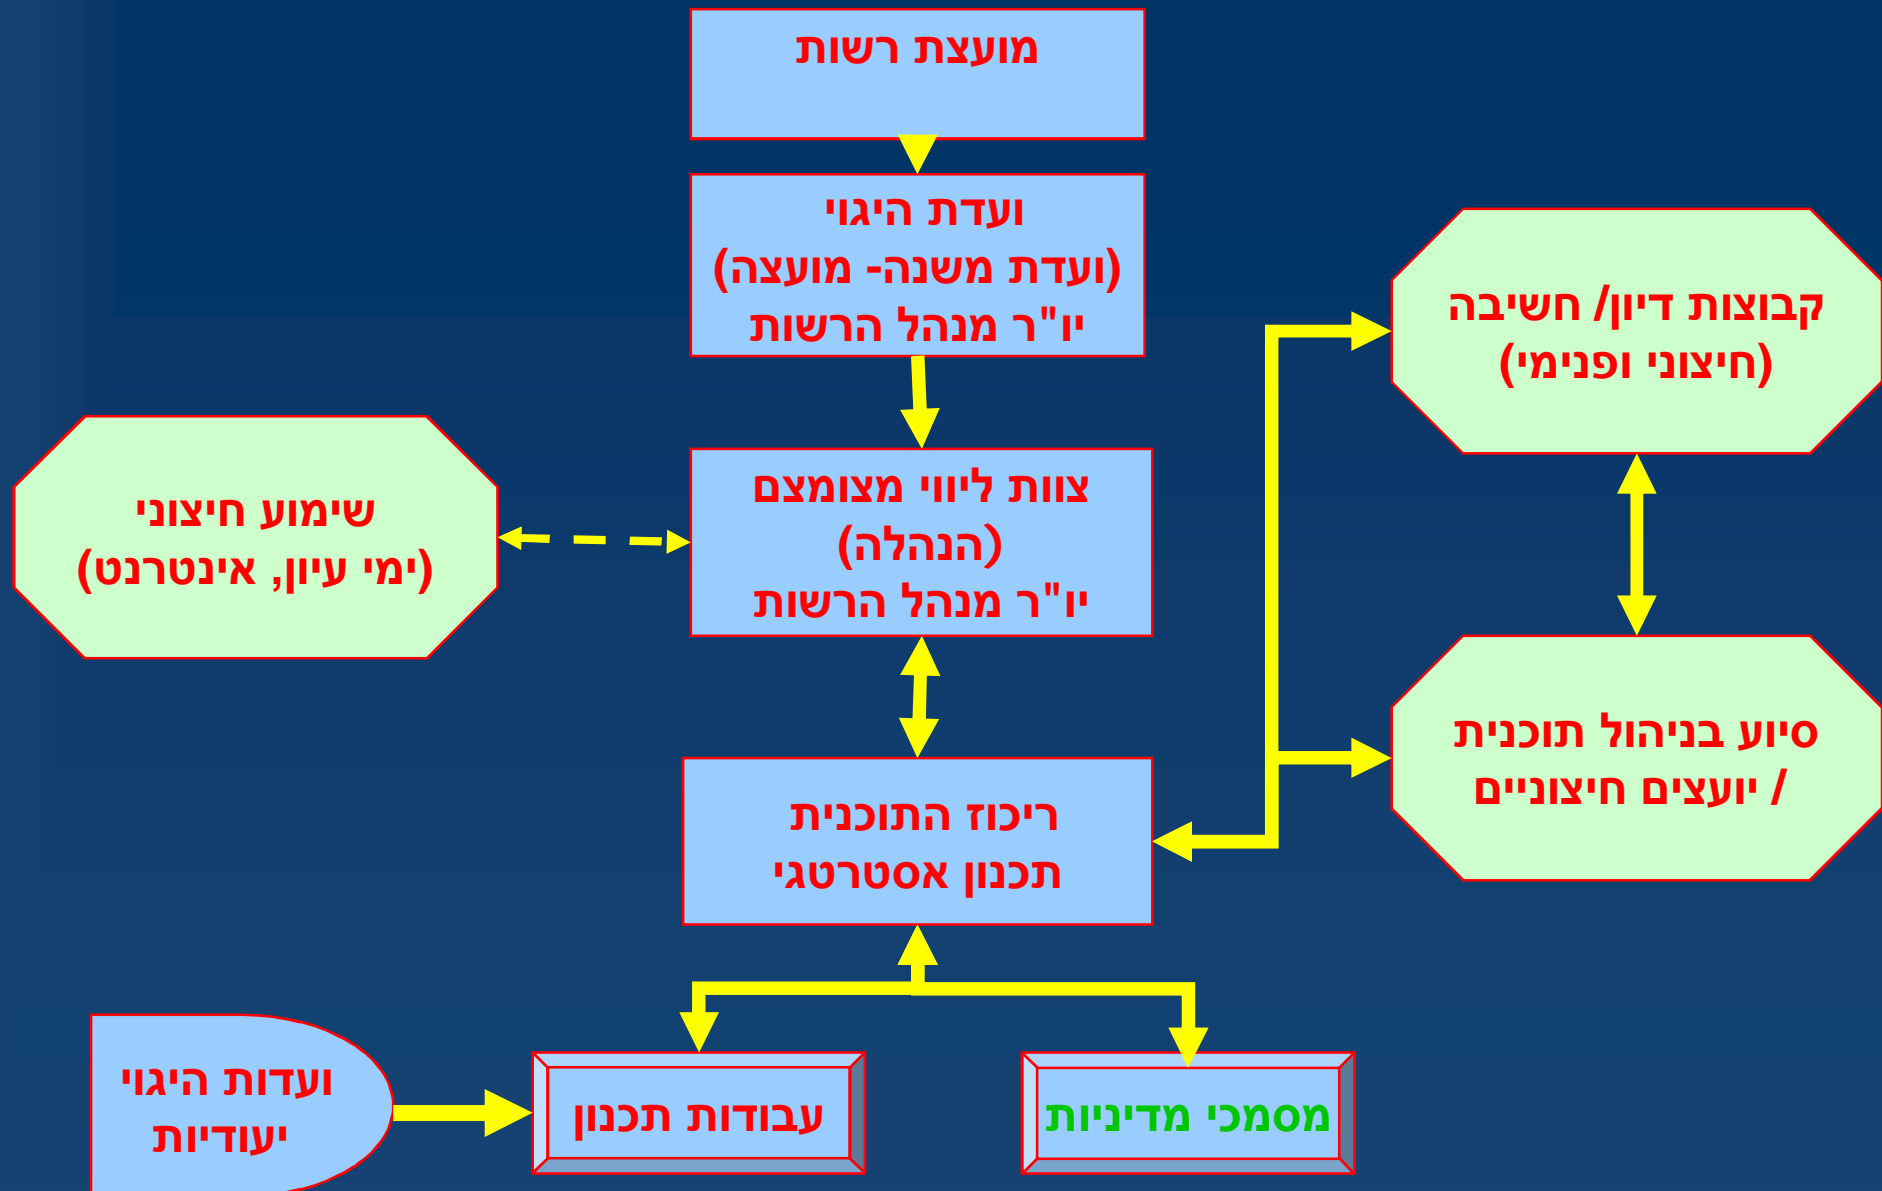 מועצת רשות
ועדת היגוי
(ועדת משנה- מועצה)
יו"ר מנהל הרשות
קבוצות דיון/ חשיבה
(חיצוני ופנימי)
צוות ליווי מצומצם
(הנהלה)
יו"ר מנהל הרשות
שימוע חיצוני
(ימי עיון, אינטרנט)
סיוע בניהול תוכנית
/ יועצים חיצוניים
ריכוז התוכנית
תכנון אסטרטגי
ועדות היגוי
יעודיות
עבודות תכנון
מסמכי מדיניות